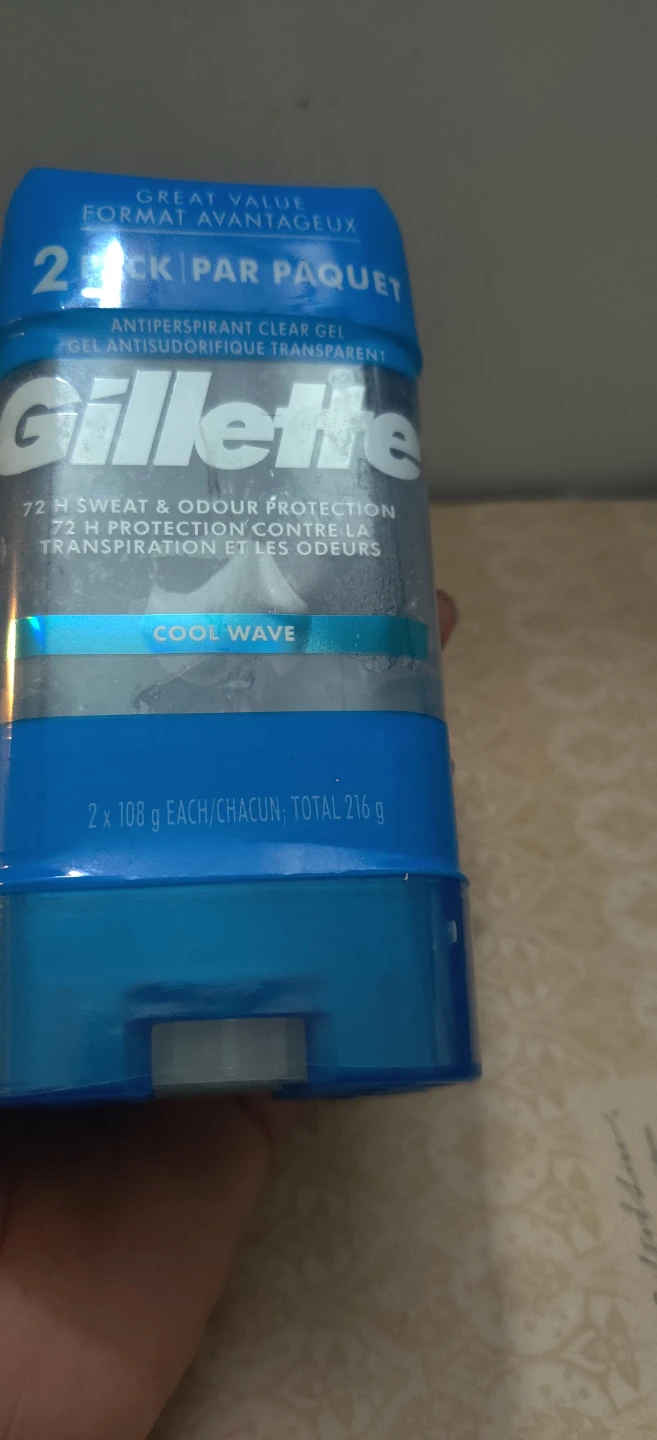 GREAT VALUE
FORMAT AVANTAGEUX
2 CK | PAR PAQUET
ANTIPERSPIRANT CLEAR GEL
GEL ANTISUDORIFIQUE TRANSPARENT
Gillette
72 H SWEAT & ODOUR PROTECTION
72 H PROTECTION CONTRE LA
TRANSPIRATION ET LES ODEURS
COOL WAVE
2 x 108 g EACH/CHACUN; TOTAL 216 g